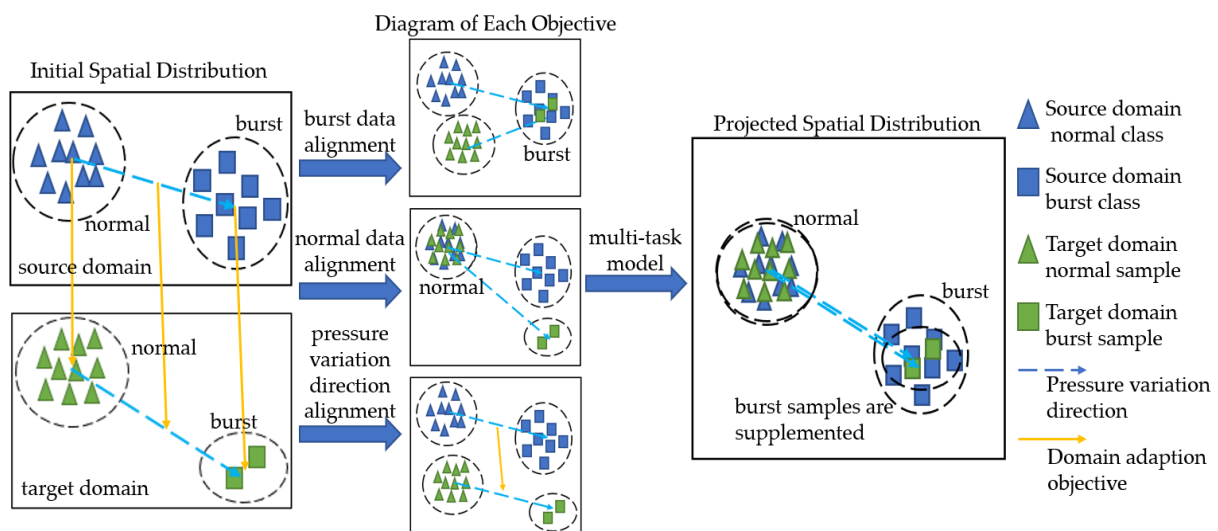 Diagram of Each Objective
Initial Spatial Distribution
burst
burst data
alignment
burst
normal
source domain
normal data
alignment
normal
multi-task
model
normal
pressure
variation
direction
alignment
burst
target domain
Projected Spatial Distribution
normal
burst
burst samples are
supplemented
Source domain
normal class
Source domain
burst class
Target domain
normal sample
Target domain
burst sample
Pressure variation
direction
Domain adaption
objective